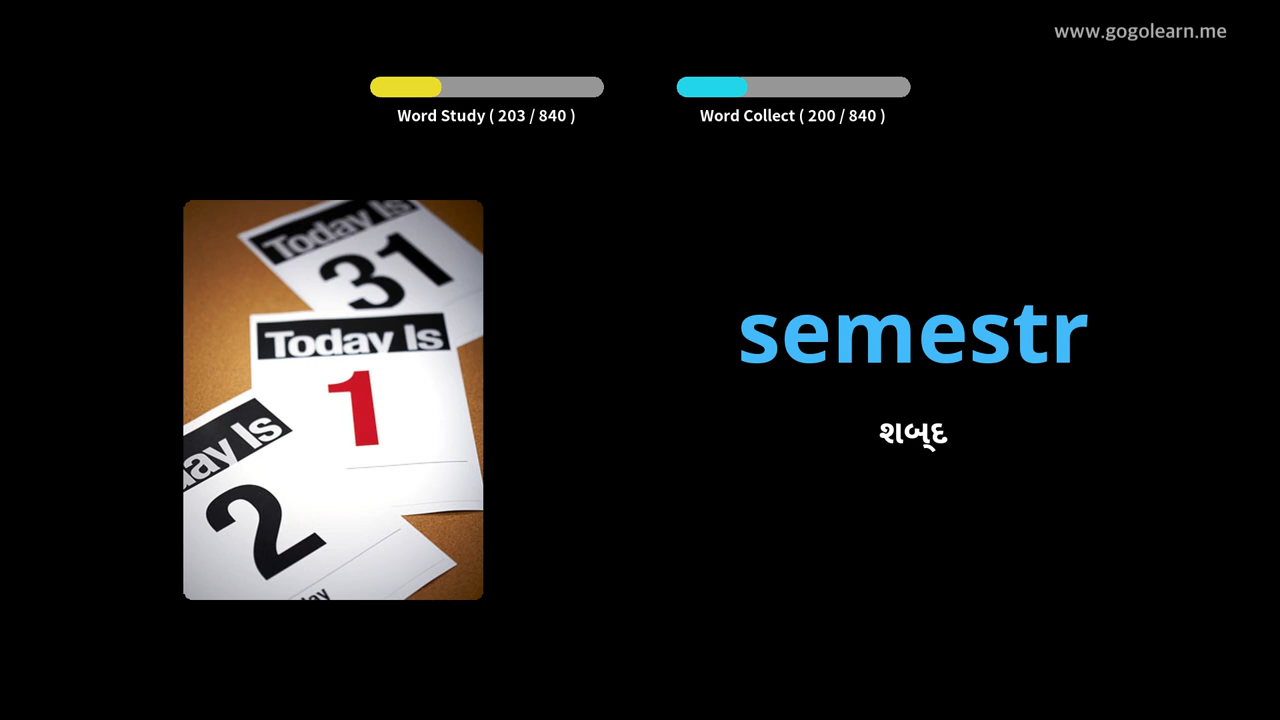 www.gogolearn.me
Word Study ( 203 / 840 )
Word Collect ( 200 / 840 )
Today Is
31
Today Is
1
ay Is
2
semestr
શબ્દ